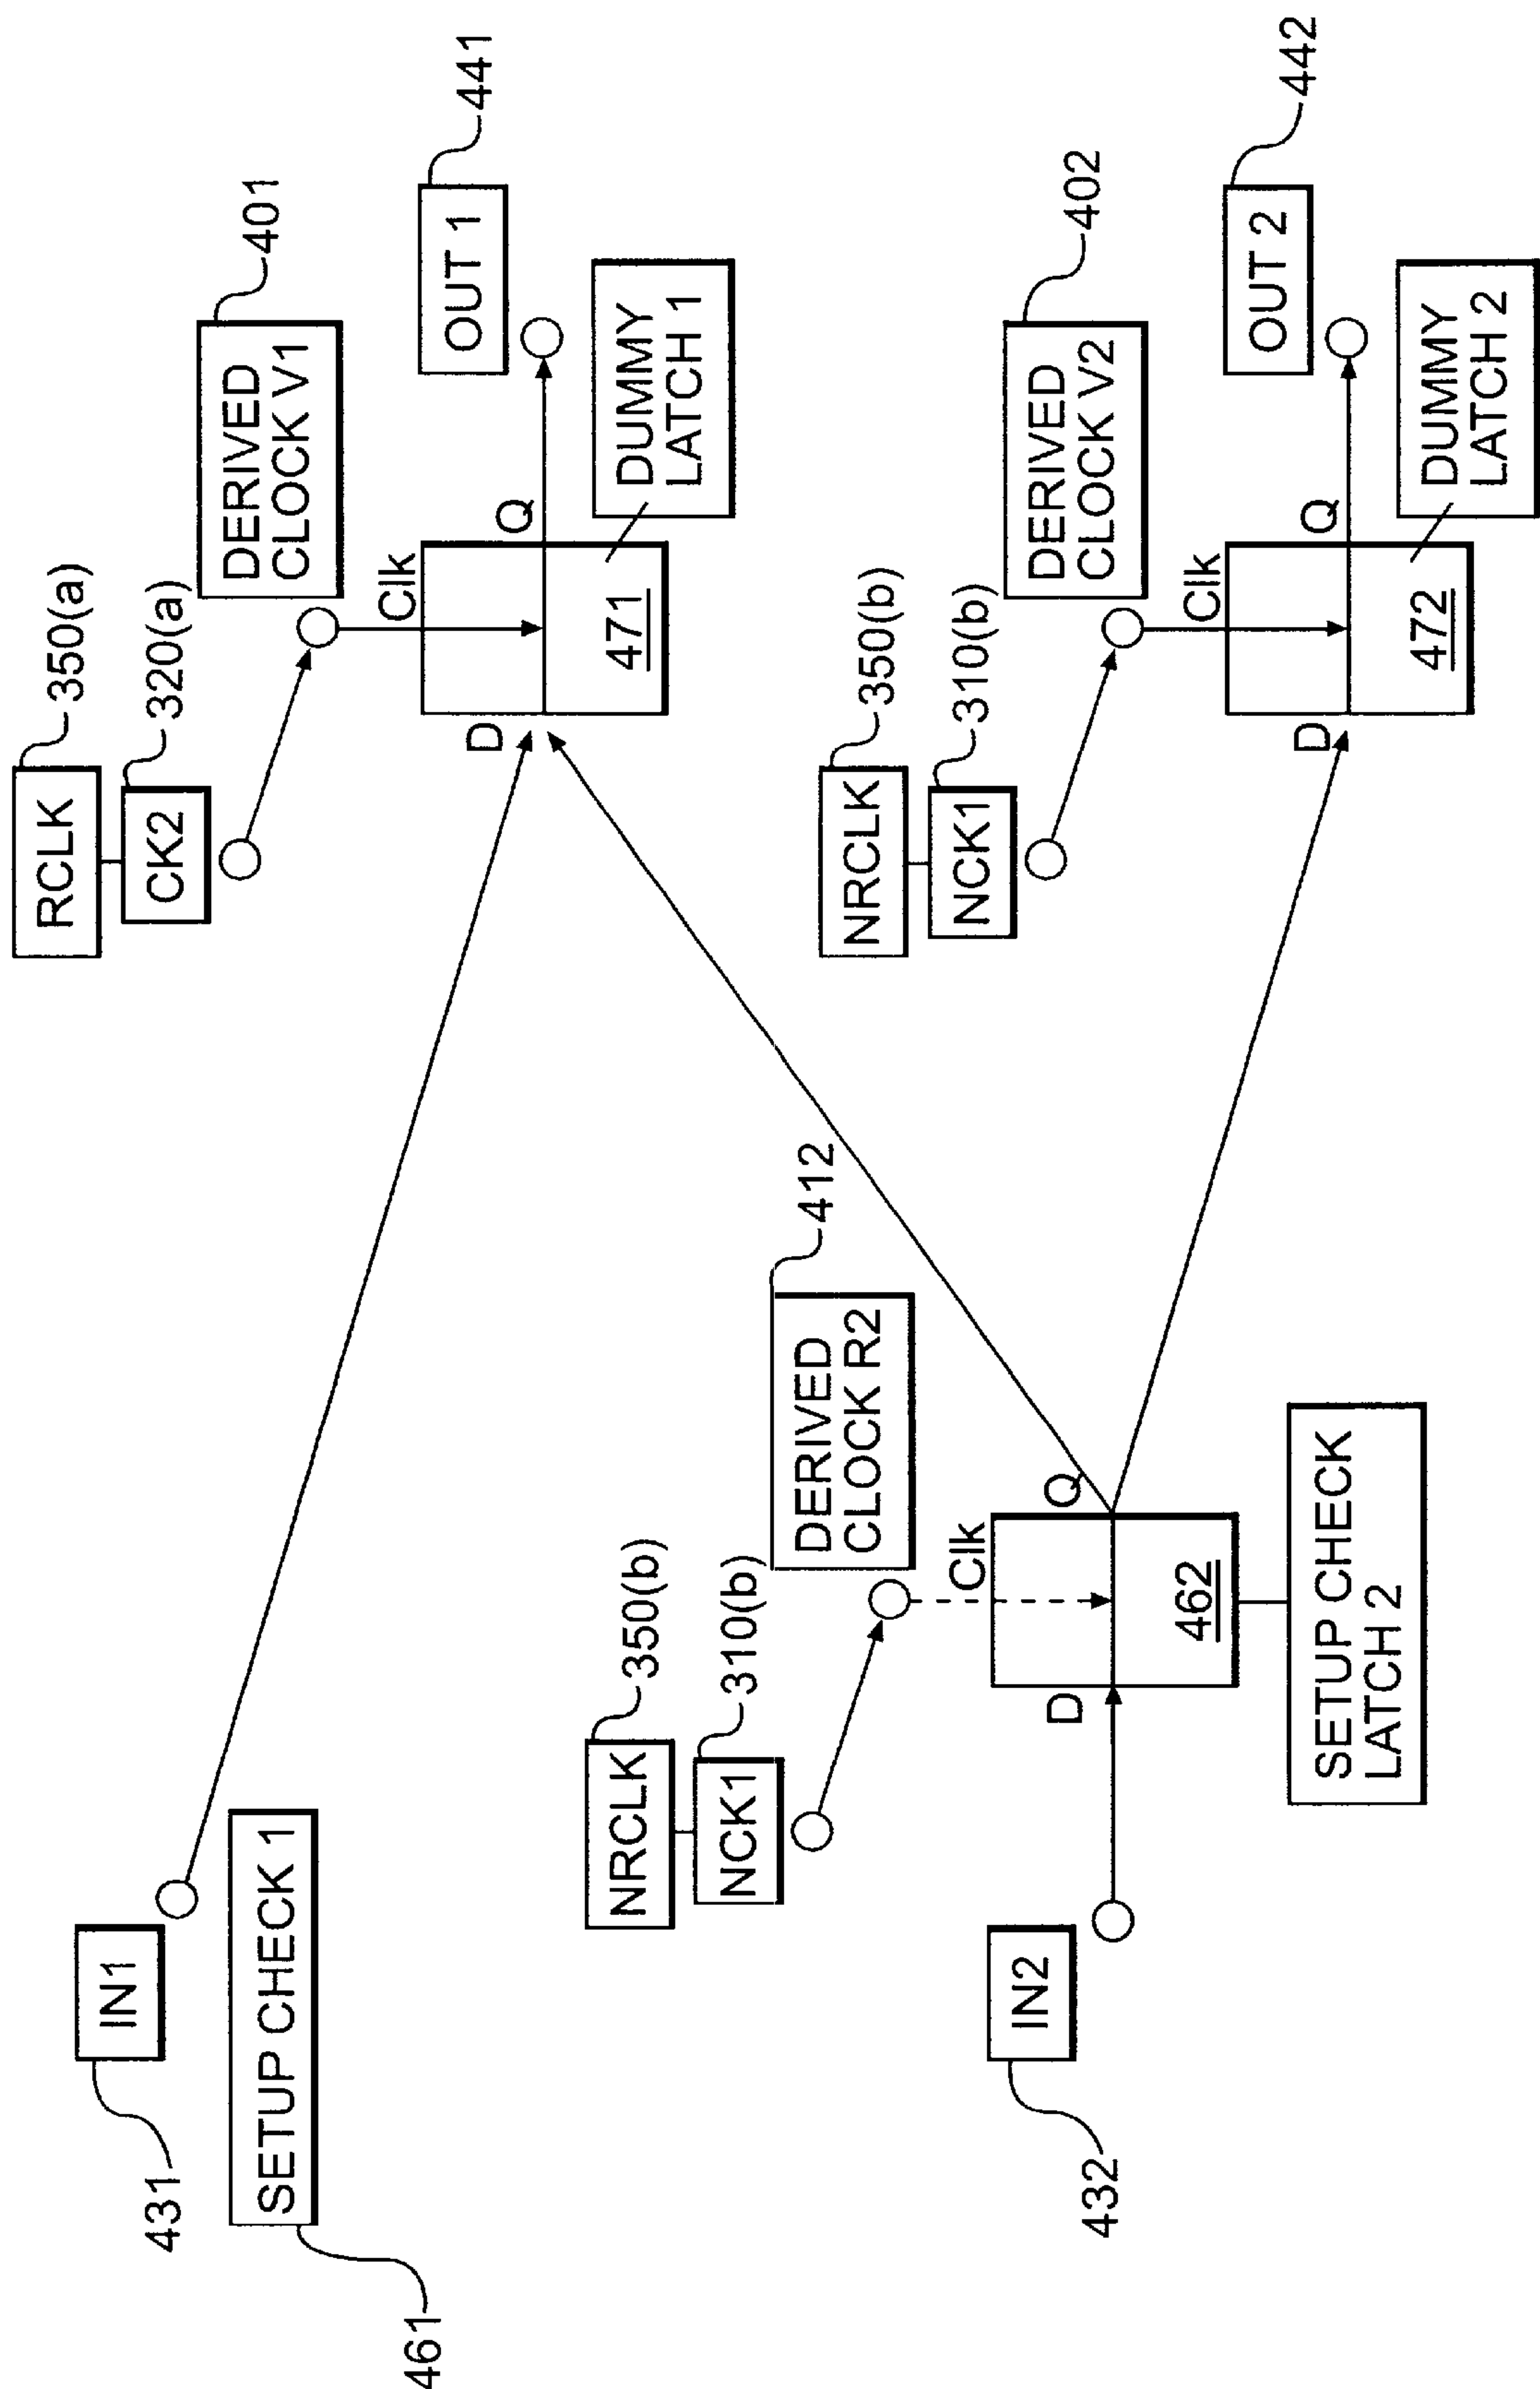 RCLK
350(a)
CK2
320(a)
DERIVED
CLOCK V1
401
IN1
431
SETUP CHECK 1
461
Clk
D
Q
471
OUT 1
441
DUMMY
LATCH 1
NRCLK
350(b)
NCK1
310(b)
DERIVED
CLOCK R2
412
IN2
432
Clk
D
Q
462
SETUP CHECK
LATCH 2
NRCLK
350(b)
NCK1
310(b)
DERIVED
CLOCK V2
402
Clk
D
Q
472
OUT 2
442
DUMMY
LATCH 2